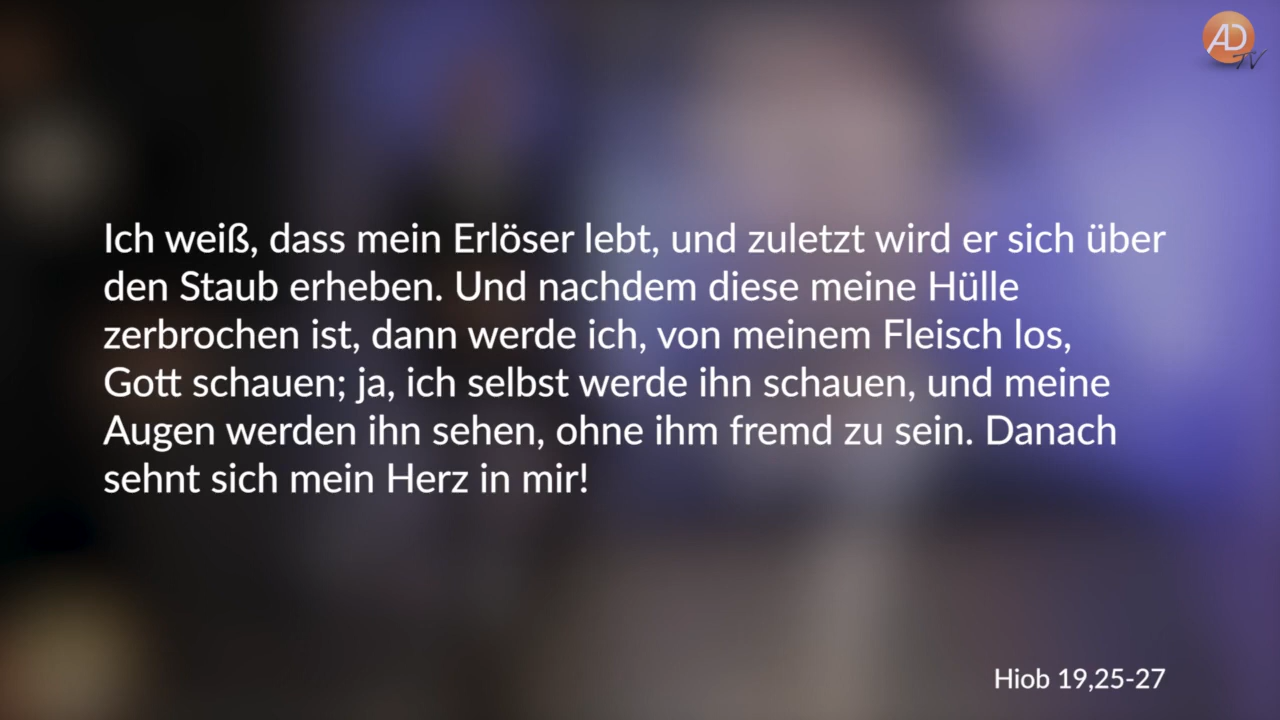 AD
TV
Ich weiß, dass mein Erlöser lebt, und zuletzt wird er sich über
den Staub erheben. Und nachdem diese meine Hülle
zerbrochen ist, dann werde ich, von meinem Fleisch los,
Gott schauen; ja, ich selbst werde ihn schauen, und meine
Augen werden ihn sehen, ohne ihm fremd zu sein. Danach
sehnt sich mein Herz in mir!
Hiob 19,25-27